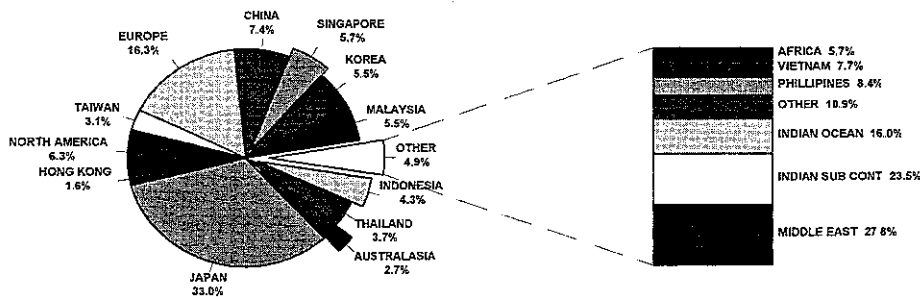 CHINA
7.4%
SINGAPORE
5.7%
EUROPE
16.3%
KOREA
5.5%
MALAYSIA
5.5%
TAIWAN
3.1%
NORTH AMERICA
6.3%
HONG KONG
1.6%
OTHER
4.9%
INDONESIA
4.3%
THAILAND
3.7%
AUSTRALASIA
2.7%
JAPAN
33.0%
AFRICA 5.7%
VIETNAM 7.7%
PHILLIPINES 8.4%
OTHER 10.9%
INDIAN OCEAN 16.0%
INDIAN SUB CONT 23.5%
MIDDLE EAST 27.8%